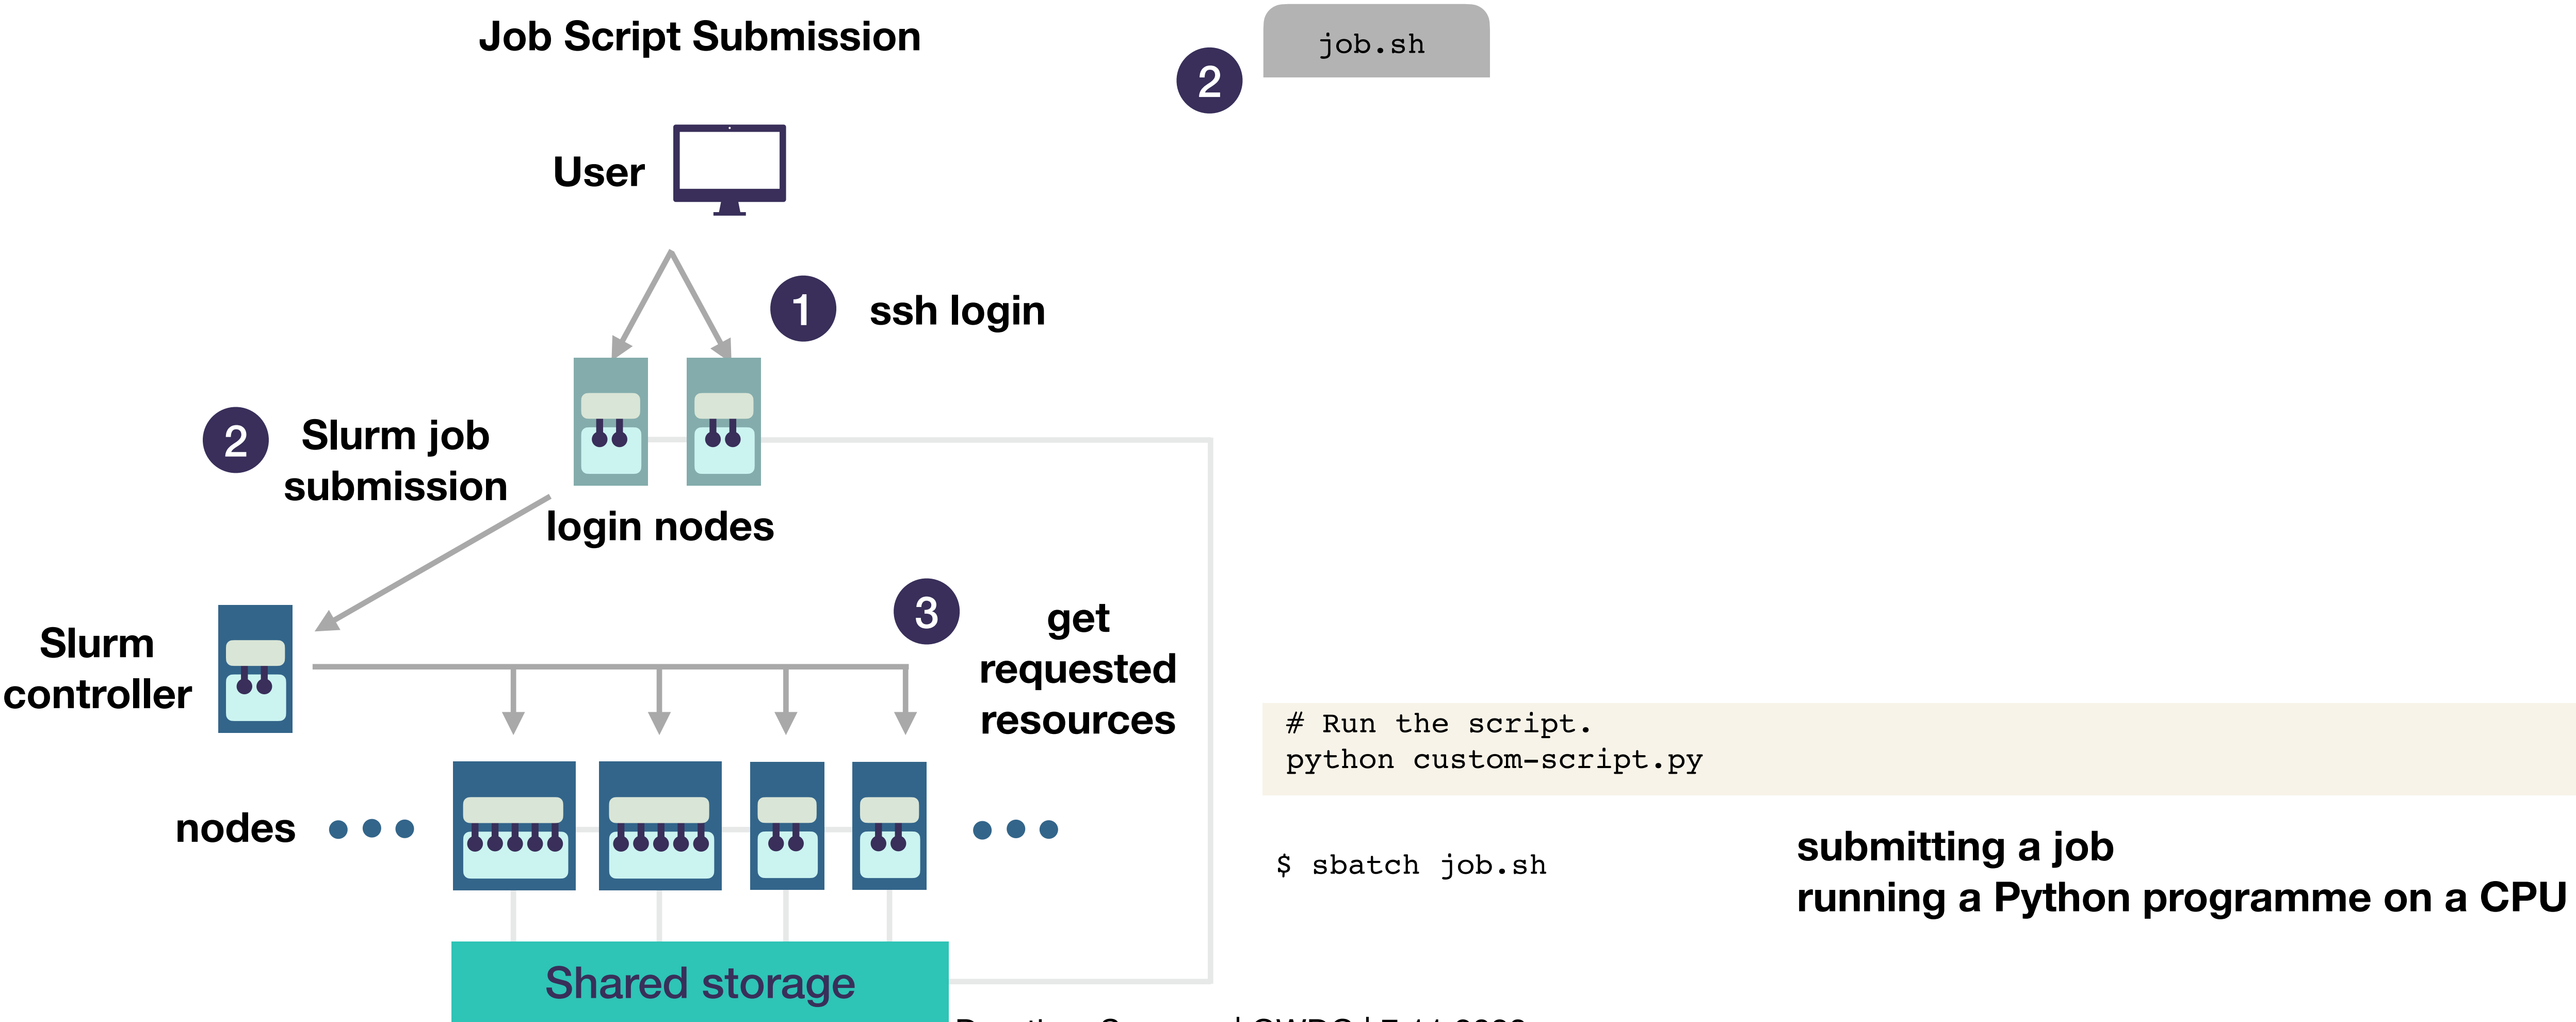 Job Script Submission
User
1
ssh login
2
Slurm job
submission
login nodes
Slurm
controller
3
get
requested
resources
nodes
Shared storage
2
job.sh
# Run the script.
python custom-script.py
$ sbatch job.sh
submitting a job
running a Python programme on a CPU